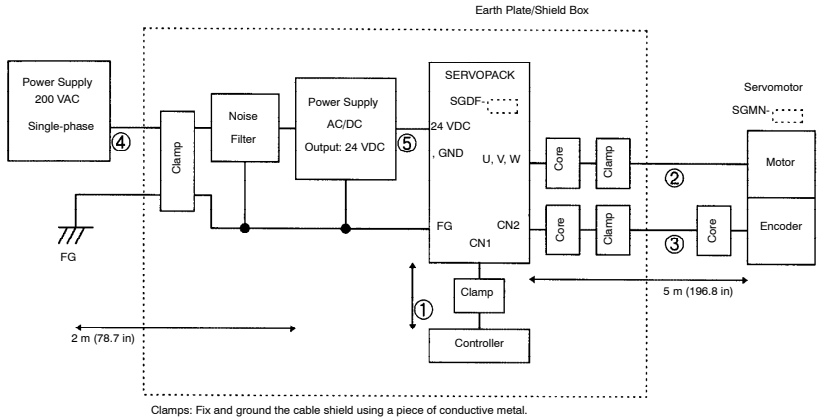 Earth Plate/Shield Box
Power Supply
200 VAC
Single-phase
④
Clamp
Noise
Filter
Power Supply
AC/DC
Output: 24 VDC
⑤
SERVOPACK
SGDF-
24 VDC
, GND
U, V, W
FG
CN2
CN1
Core
Clamp
②
Servomotor
SGMN-
Motor
Core
Clamp
③
Core
Encoder
FG
①
Clamp
Controller
5 m (196.8 in)
2 m (78.7 in)
Clamps: Fix and ground the cable shield using a piece of conductive metal.